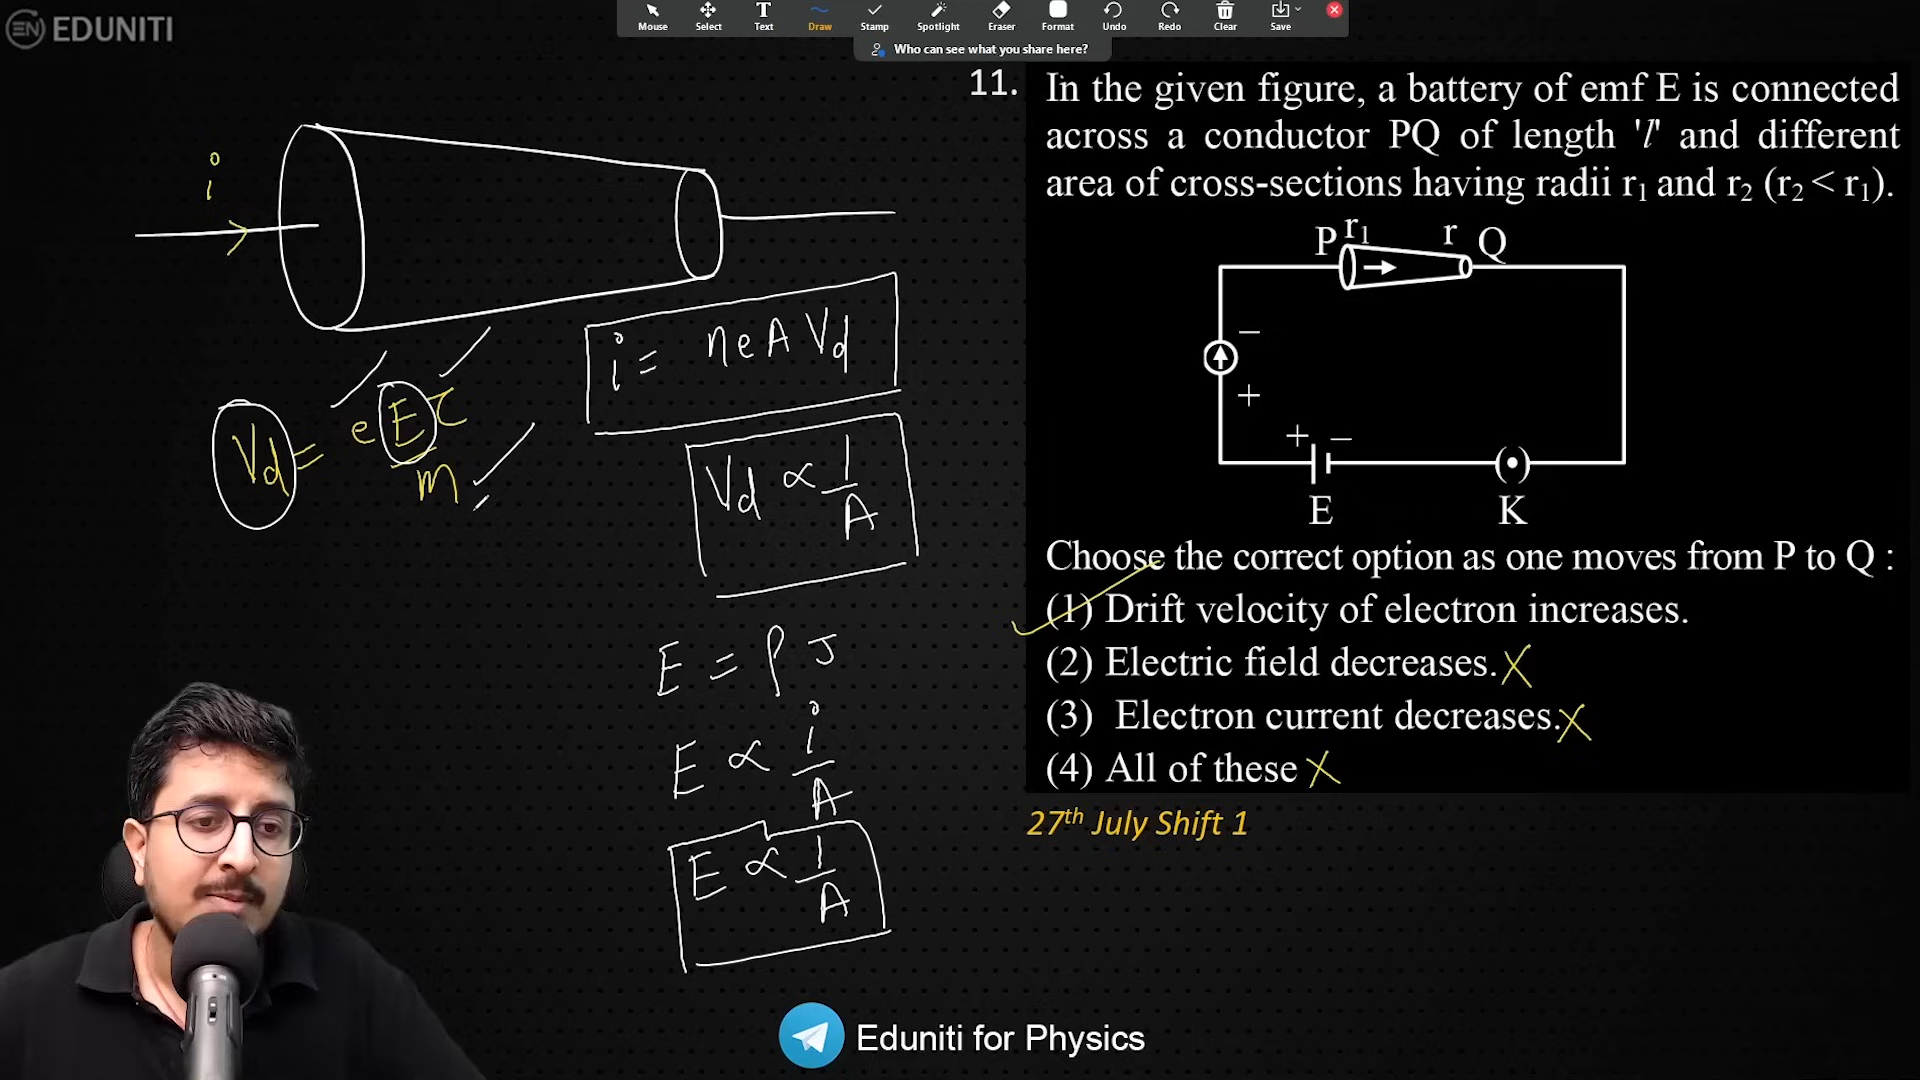 EN EDUNITI
Mouse Select Text Draw Stamp Spotlight Eraser Format Undo Redo Clear Save
Who can see what you share here?
11. In the given figure, a battery of emf E is connected
across a conductor PQ of length 'l' and different
area of cross-sections having radii r₁ and r₂ (r₂ < r₁).
P r₁ r Q
−
+
+ −
E K
Choose the correct option as one moves from P to Q :
(1) Drift velocity of electron increases.
(2) Electric field decreases. X
(3) Electron current decreases. X
(4) All of these X
27th July Shift 1
i
i = neAVd
Vd = eEτ/m
Vd ∝ 1/A
E = ρJ
E ∝ i/A
E ∝ 1/A
Eduniti for Physics